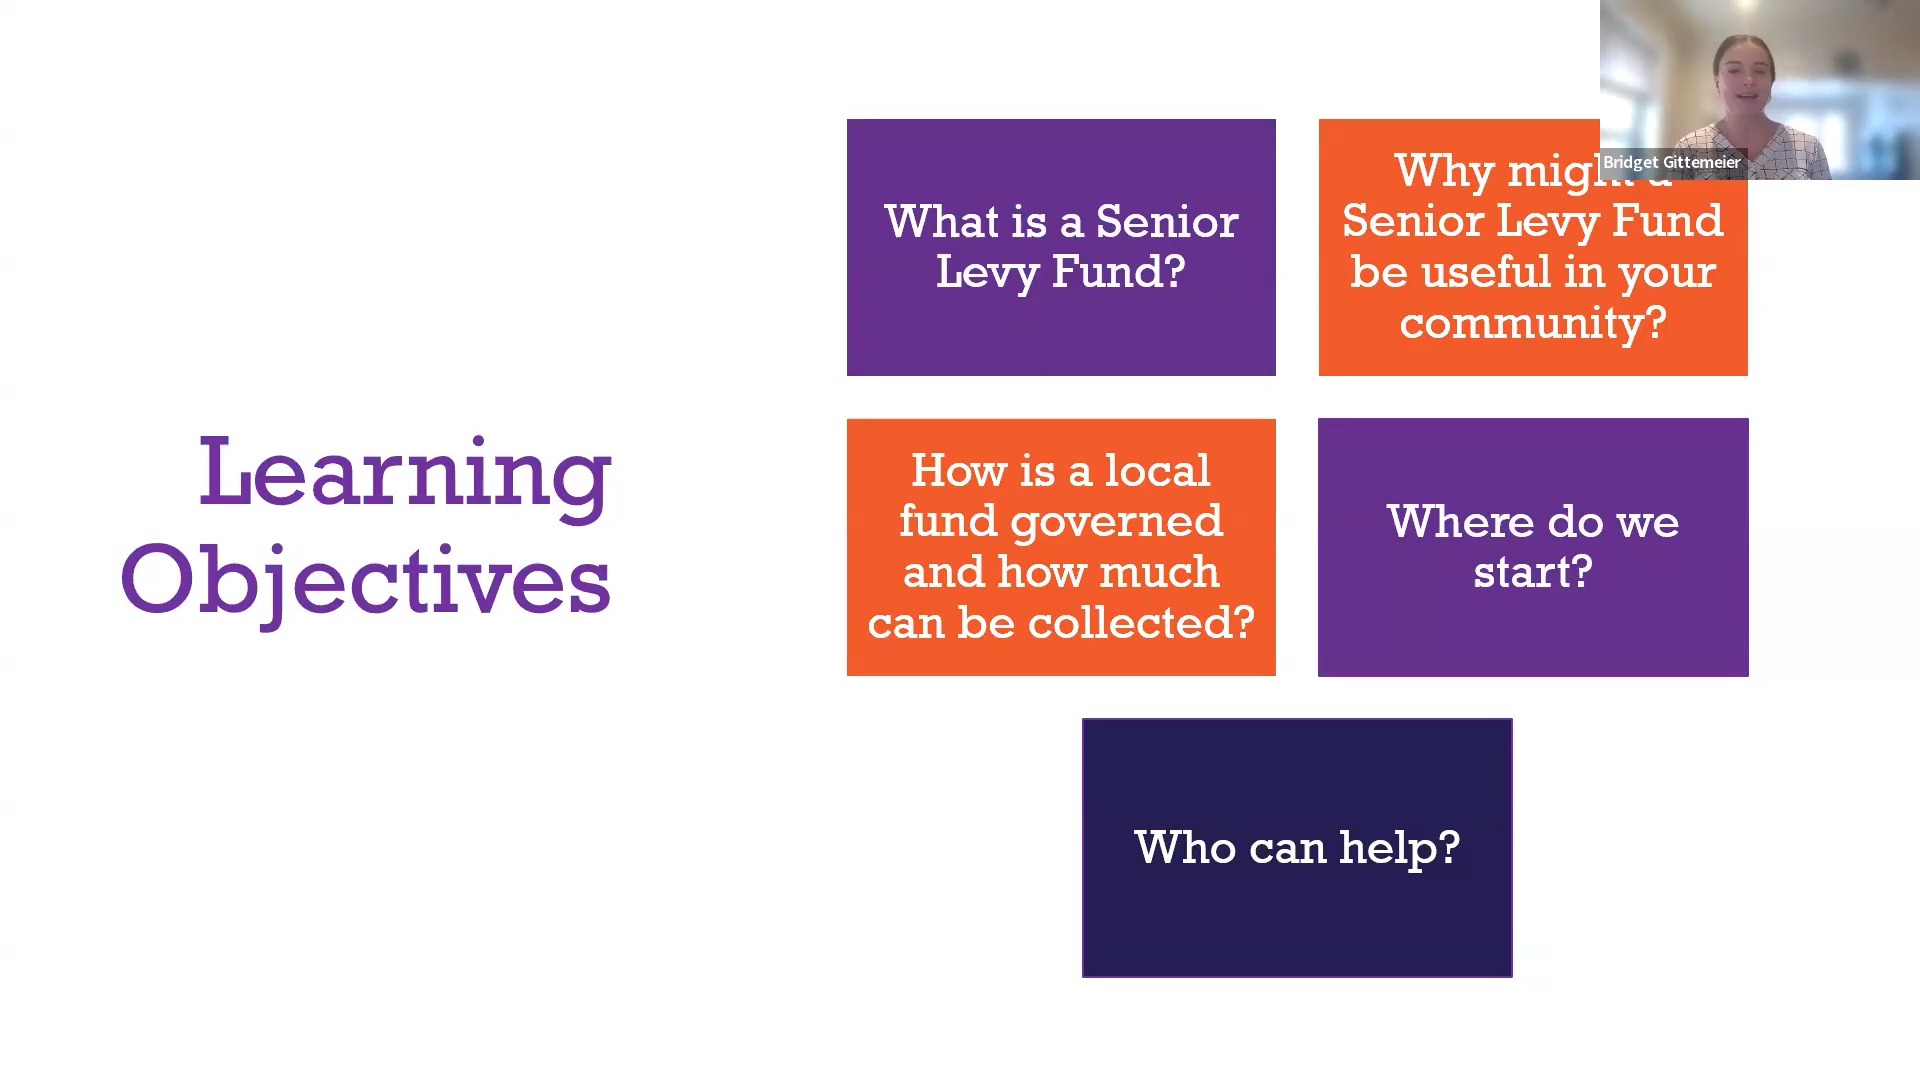 Learning
Objectives
What is a Senior
Levy Fund?
Why might a
Senior Levy Fund
be useful in your
community?
How is a local
fund governed
and how much
can be collected?
Where do we
start?
Who can help?
Bridget Gittemeier